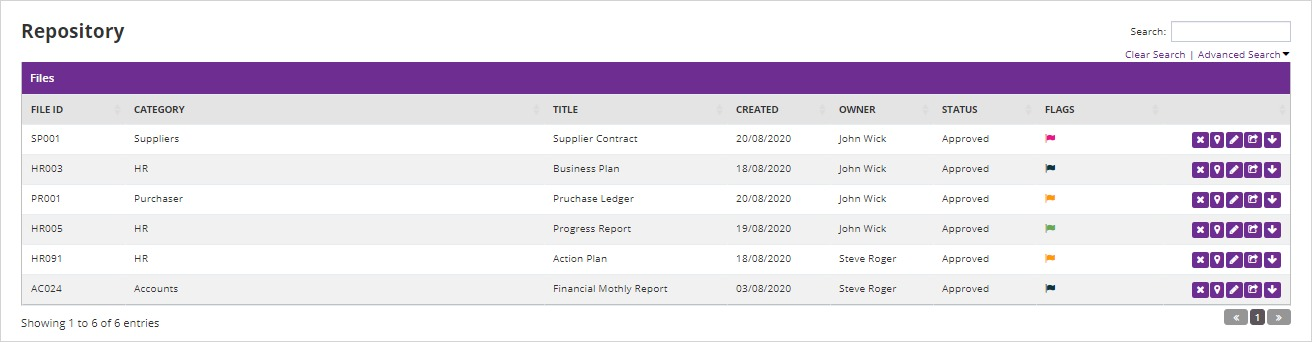 Repository
Search:
Clear Search | Advanced Search
Files
FILE ID CATEGORY TITLE CREATED OWNER STATUS FLAGS
SP001 Suppliers Supplier Contract 20/08/2020 John Wick Approved
HR003 HR Business Plan 18/08/2020 John Wick Approved
PR001 Purchaser Pruchase Ledger 20/08/2020 John Wick Approved
HR005 HR Progress Report 19/08/2020 John Wick Approved
HR091 HR Action Plan 18/08/2020 Steve Roger Approved
AC024 Accounts Financial Mothly Report 03/08/2020 Steve Roger Approved
Showing 1 to 6 of 6 entries « 1 »